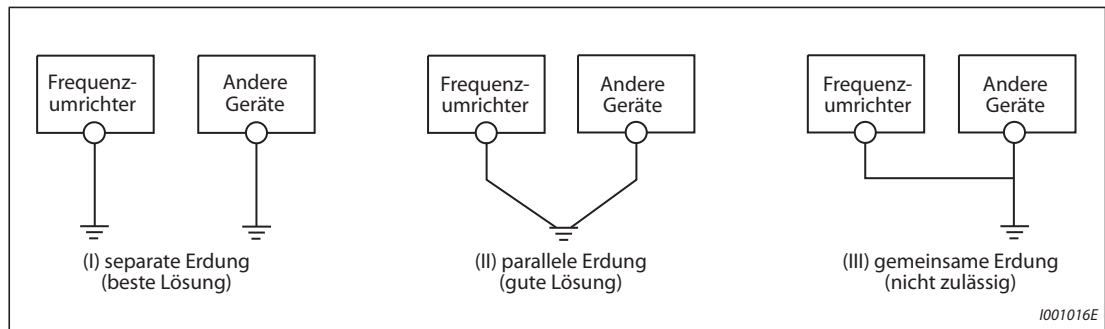 Frequenz-
umrichter
Andere
Geräte
(I) separate Erdung
(beste Lösung)
Frequenz-
umrichter
Andere
Geräte
(II) parallele Erdung
(gute Lösung)
Frequenz-
umrichter
Andere
Geräte
(III) gemeinsame Erdung
(nicht zulässig)
I001016E